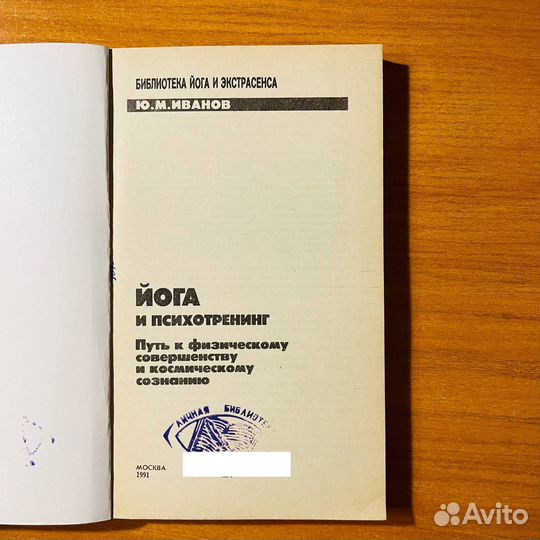 БИБЛИОТЕКА ЙОГА И ЭКСТРАСЕНСА
Ю.М.ИВАНОВ
ЙОГА
И ПСИХОТРЕНИНГ
Путь к физическому
совершенству
и космическому
сознанию
ЛИЧНАЯ БИБЛИОТЕ
МОСКВА
1991
Avito